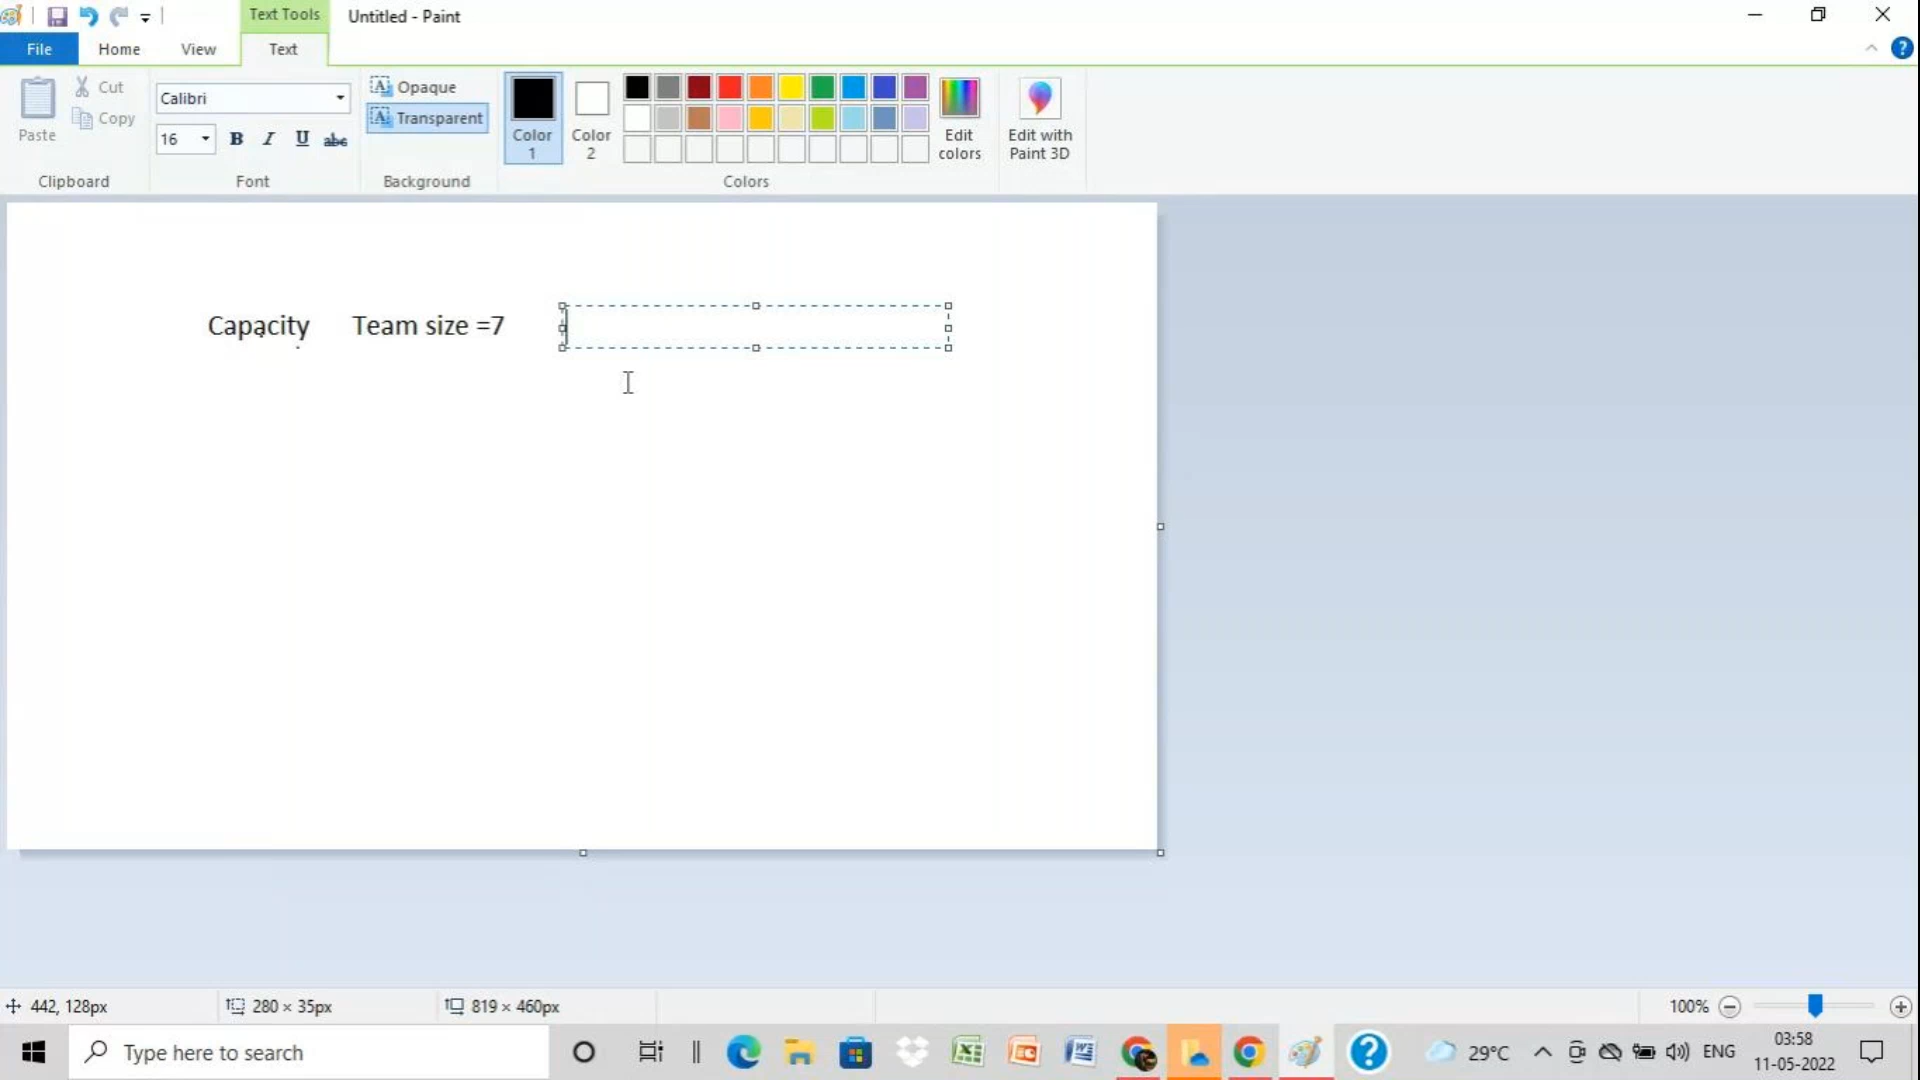 Text Tools
Untitled - Paint
File
Home
View
Text
Paste
Cut
Copy
Clipboard
Calibri
16
B I U abc
Font
Opaque
Transparent
Background
Color 1
Color 2
Edit colors
Colors
Edit with Paint 3D
Capacity Team size =7
442, 128px
280 × 35px
819 × 460px
100%
Type here to search
29°C
ENG
03:58
11-05-2022